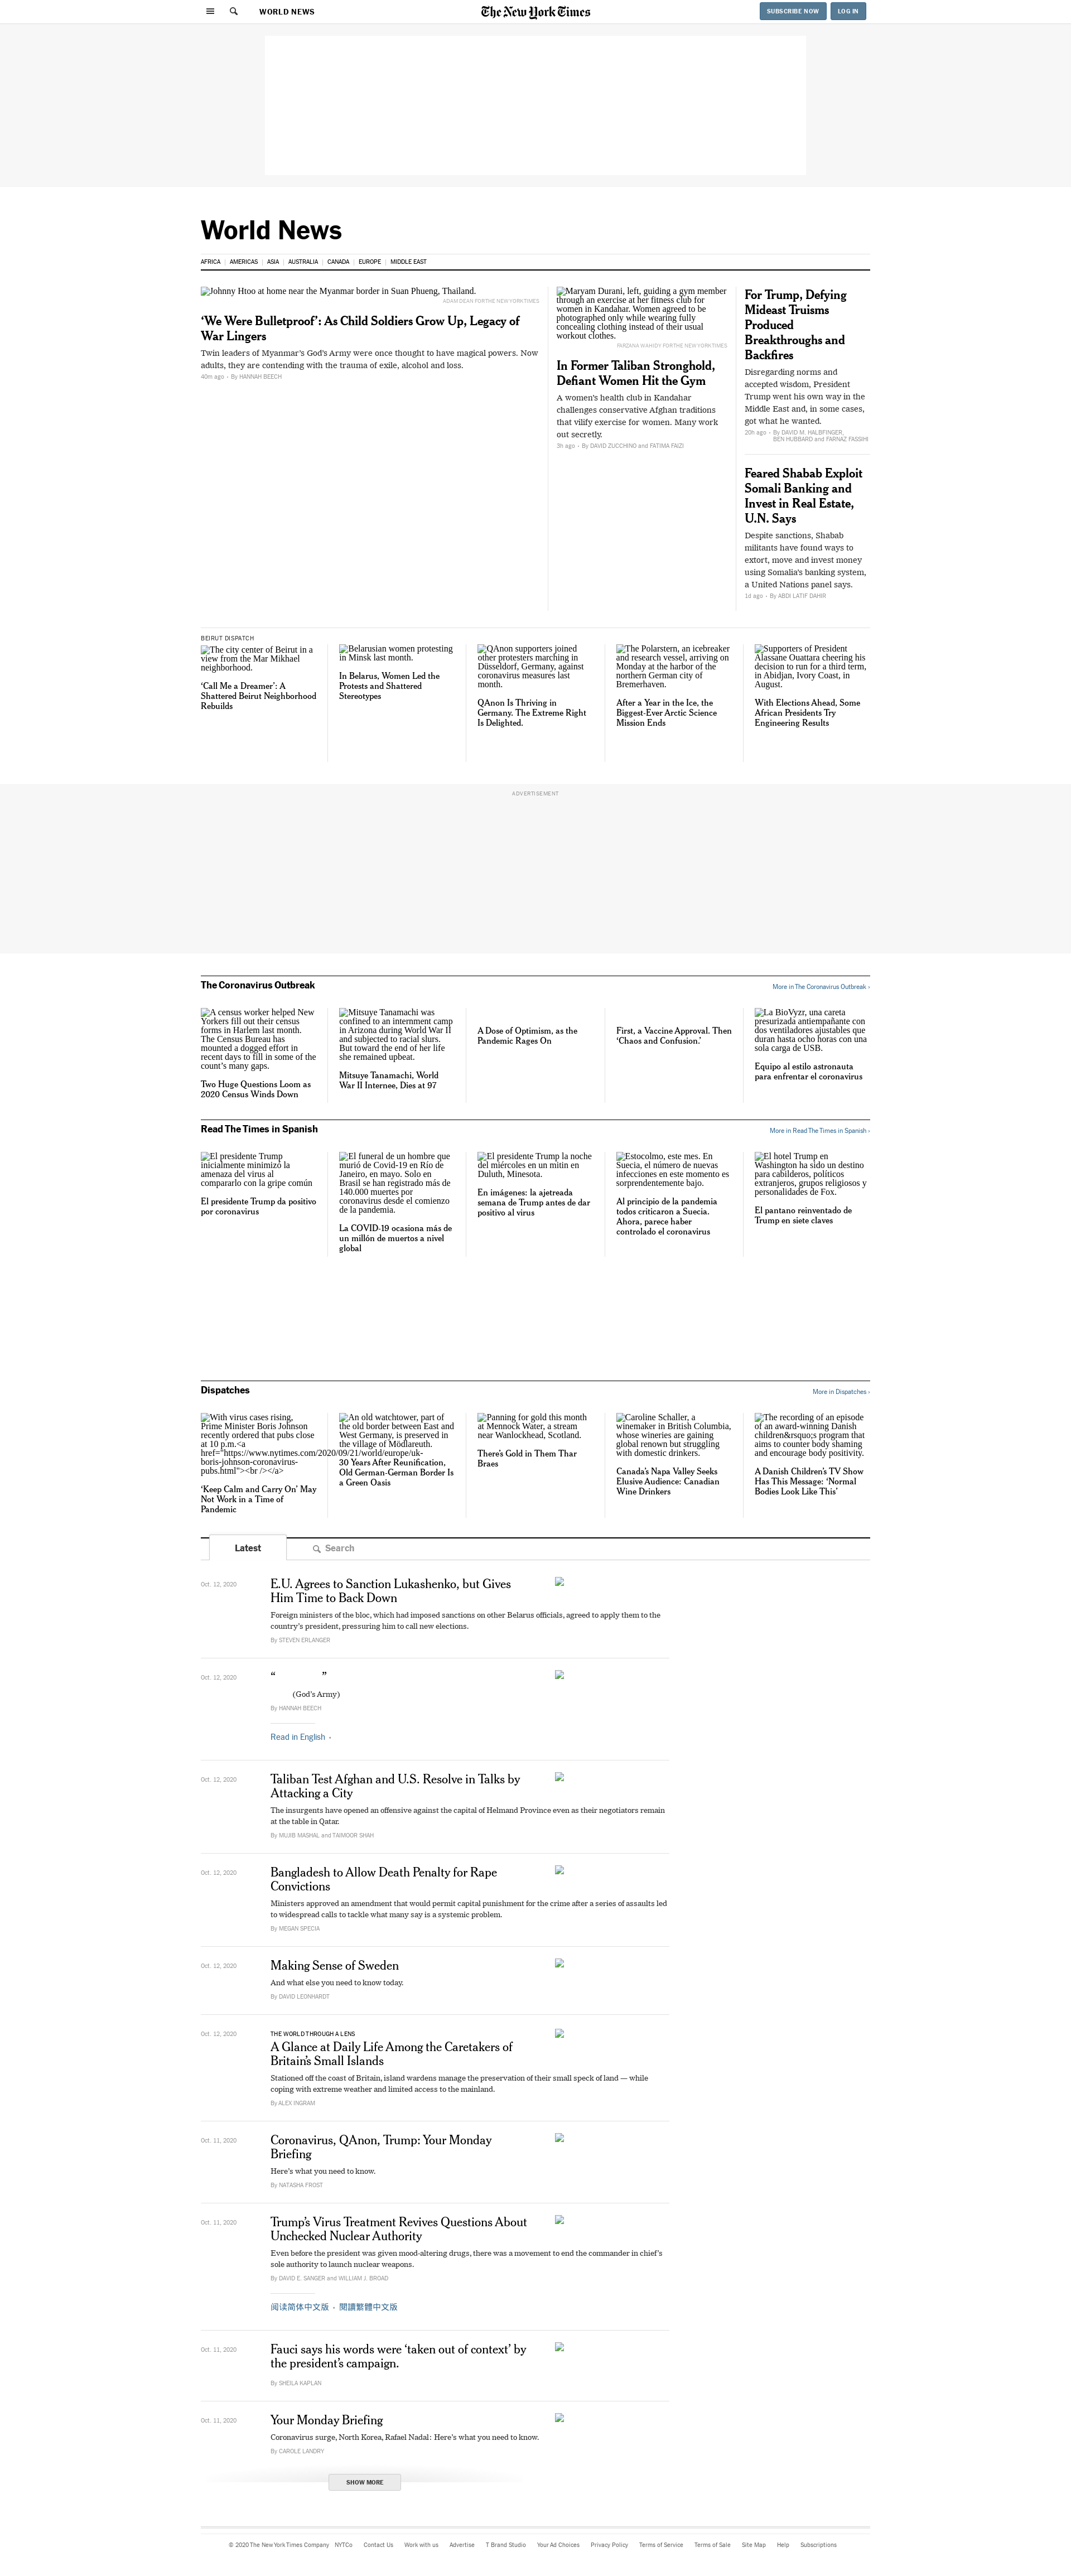 WORLD NEWS
The New York Times
SUBSCRIBE NOW
LOG IN
World News
AFRICA
AMERICAS
ASIA
AUSTRALIA
CANADA
EUROPE
MIDDLE EAST
Johnny Htoo at home near the Myanmar border in Suan Phueng, Thailand.
ADAM DEAN FOR THE NEW YORK TIMES
‘We Were Bulletproof’: As Child Soldiers Grow Up, Legacy of
War Lingers
Twin leaders of Myanmar’s God’s Army were once thought to have magical powers. Now
adults, they are contending with the trauma of exile, alcohol and loss.
40m ago • By HANNAH BEECH
Maryam Durani, left, guiding a gym member
through an exercise at her fitness club for
women in Kandahar. Women agreed to be
photographed only while wearing fully
concealing clothing instead of their usual
workout clothes.
FARZANA WAHIDY FOR THE NEW YORK TIMES
In Former Taliban Stronghold,
Defiant Women Hit the Gym
A women’s health club in Kandahar
challenges conservative Afghan traditions
that vilify exercise for women. Many work
out secretly.
3h ago • By DAVID ZUCCHINO and FATIMA FAIZI
For Trump, Defying
Mideast Truisms
Produced
Breakthroughs and
Backfires
Disregarding norms and
accepted wisdom, President
Trump went his own way in the
Middle East and, in some cases,
got what he wanted.
20h ago • By DAVID M. HALBFINGER,
BEN HUBBARD and FARNAZ FASSIHI
Feared Shabab Exploit
Somali Banking and
Invest in Real Estate,
U.N. Says
Despite sanctions, Shabab
militants have found ways to
extort, move and invest money
using Somalia’s banking system,
a United Nations panel says.
1d ago • By ABDI LATIF DAHIR
BEIRUT DISPATCH
The city center of Beirut in a
view from the Mar Mikhael
neighborhood.
‘Call Me a Dreamer’: A
Shattered Beirut Neighborhood
Rebuilds
Belarusian women protesting
in Minsk last month.
In Belarus, Women Led the
Protests and Shattered
Stereotypes
QAnon supporters joined
other protesters marching in
Düsseldorf, Germany, against
coronavirus measures last
month.
QAnon Is Thriving in
Germany. The Extreme Right
Is Delighted.
The Polarstern, an icebreaker
and research vessel, arriving on
Monday at the harbor of the
northern German city of
Bremerhaven.
After a Year in the Ice, the
Biggest-Ever Arctic Science
Mission Ends
Supporters of President
Alassane Ouattara cheering his
decision to run for a third term,
in Abidjan, Ivory Coast, in
August.
With Elections Ahead, Some
African Presidents Try
Engineering Results
ADVERTISEMENT
The Coronavirus Outbreak
More in The Coronavirus Outbreak ›
A census worker helped New
Yorkers fill out their census
forms in Harlem last month.
The Census Bureau has
mounted a dogged effort in
recent days to fill in some of the
count’s many gaps.
Two Huge Questions Loom as
2020 Census Winds Down
Mitsuye Tanamachi was
confined to an internment camp
in Arizona during World War II
and subjected to racial slurs.
But toward the end of her life
she remained upbeat.
Mitsuye Tanamachi, World
War II Internee, Dies at 97
A Dose of Optimism, as the
Pandemic Rages On
First, a Vaccine Approval. Then
‘Chaos and Confusion.’
La BioVyzr, una careta
presurizada antiempañante con
dos ventiladores ajustables que
duran hasta ocho horas con una
sola carga de USB.
Equipo al estilo astronauta
para enfrentar el coronavirus
Read The Times in Spanish
More in Read The Times in Spanish ›
El presidente Trump
inicialmente minimizó la
amenaza del virus al
compararlo con la gripe común
El presidente Trump da positivo
por coronavirus
El funeral de un hombre que
murió de Covid-19 en Río de
Janeiro, en mayo. Solo en
Brasil se han registrado más de
140.000 muertes por
coronavirus desde el comienzo
de la pandemia.
La COVID-19 ocasiona más de
un millón de muertos a nivel
global
El presidente Trump la noche
del miércoles en un mitin en
Duluth, Minesota.
En imágenes: la ajetreada
semana de Trump antes de dar
positivo al virus
Estocolmo, este mes. En
Suecia, el número de nuevas
infecciones en este momento es
sorprendentemente bajo.
Al principio de la pandemia
todos criticaron a Suecia.
Ahora, parece haber
controlado el coronavirus
El hotel Trump en
Washington ha sido un destino
para cabilderos, políticos
extranjeros, grupos religiosos y
personalidades de Fox.
El pantano reinventado de
Trump en siete claves
Dispatches
More in Dispatches ›
With virus cases rising,
Prime Minister Boris Johnson
recently ordered that pubs close
at 10 p.m.<a
href="https://www.nytimes.com/2020/09/21/world/europe/uk-
boris-johnson-coronavirus-
pubs.html"><br /></a>
‘Keep Calm and Carry On’ May
Not Work in a Time of
Pandemic
An old watchtower, part of
the old border between East and
West Germany, is preserved in
the village of Mödlareuth.
30 Years After Reunification,
Old German-German Border Is
a Green Oasis
Panning for gold this month
in Mennock Water, a stream
near Wanlockhead, Scotland.
There’s Gold in Them Thar
Braes
Caroline Schaller, a
winemaker in British Columbia,
whose wineries are gaining
global renown but struggling
with domestic drinkers.
Canada’s Napa Valley Seeks
Elusive Audience: Canadian
Wine Drinkers
The recording of an episode
of an award-winning Danish
children&rsquo;s program that
aims to counter body shaming
and encourage body positivity.
A Danish Children’s TV Show
Has This Message: ‘Normal
Bodies Look Like This’
Latest
Search
Oct. 12, 2020
E.U. Agrees to Sanction Lukashenko, but Gives
Him Time to Back Down
Foreign ministers of the bloc, which had imposed sanctions on other Belarus officials, agreed to apply them to the
country’s president, pressuring him to call new elections.
By STEVEN ERLANGER
Oct. 12, 2020
“ ”
(God’s Army)
By HANNAH BEECH
Read in English •
Oct. 12, 2020
Taliban Test Afghan and U.S. Resolve in Talks by
Attacking a City
The insurgents have opened an offensive against the capital of Helmand Province even as their negotiators remain
at the table in Qatar.
By MUJIB MASHAL and TAIMOOR SHAH
Oct. 12, 2020
Bangladesh to Allow Death Penalty for Rape
Convictions
Ministers approved an amendment that would permit capital punishment for the crime after a series of assaults led
to widespread calls to tackle what many say is a systemic problem.
By MEGAN SPECIA
Oct. 12, 2020
Making Sense of Sweden
And what else you need to know today.
By DAVID LEONHARDT
Oct. 12, 2020
THE WORLD THROUGH A LENS
A Glance at Daily Life Among the Caretakers of
Britain’s Small Islands
Stationed off the coast of Britain, island wardens manage the preservation of their small speck of land — while
coping with extreme weather and limited access to the mainland.
By ALEX INGRAM
Oct. 11, 2020
Coronavirus, QAnon, Trump: Your Monday
Briefing
Here’s what you need to know.
By NATASHA FROST
Oct. 11, 2020
Trump’s Virus Treatment Revives Questions About
Unchecked Nuclear Authority
Even before the president was given mood-altering drugs, there was a movement to end the commander in chief’s
sole authority to launch nuclear weapons.
By DAVID E. SANGER and WILLIAM J. BROAD
阅读简体中文版 • 閱讀繁體中文版
Oct. 11, 2020
Fauci says his words were ‘taken out of context’ by
the president’s campaign.
By SHEILA KAPLAN
Oct. 11, 2020
Your Monday Briefing
Coronavirus surge, North Korea, Rafael Nadal: Here’s what you need to know.
By CAROLE LANDRY
SHOW MORE
© 2020 The New York Times Company
NYTCo
Contact Us
Work with us
Advertise
T Brand Studio
Your Ad Choices
Privacy Policy
Terms of Service
Terms of Sale
Site Map
Help
Subscriptions